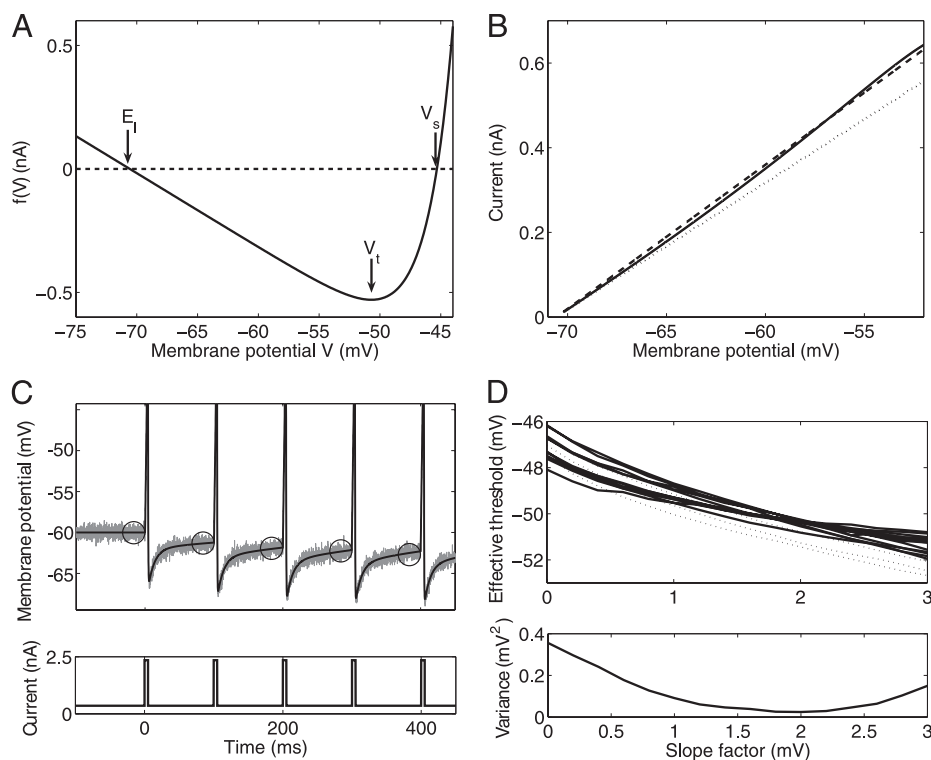 A
0.5
0
−0.5
f(V) (nA)
E_l
V_s
V_t
−75 −70 −65 −60 −55 −50 −45
Membrane potential V (mV)
B
0.6
0.4
0.2
0
Current (nA)
−70 −65 −60 −55
Membrane potential (mV)
C
−50
−55
−60
−65
Membrane potential (mV)
2.5
0
Current (nA)
0 200 400
Time (ms)
D
−46
−48
−50
−52
Effective threshold (mV)
0 1 2 3
0.4
0.2
0
Variance (mV²)
0 0.5 1.0 1.5 2 2.5 3
Slope factor (mV)